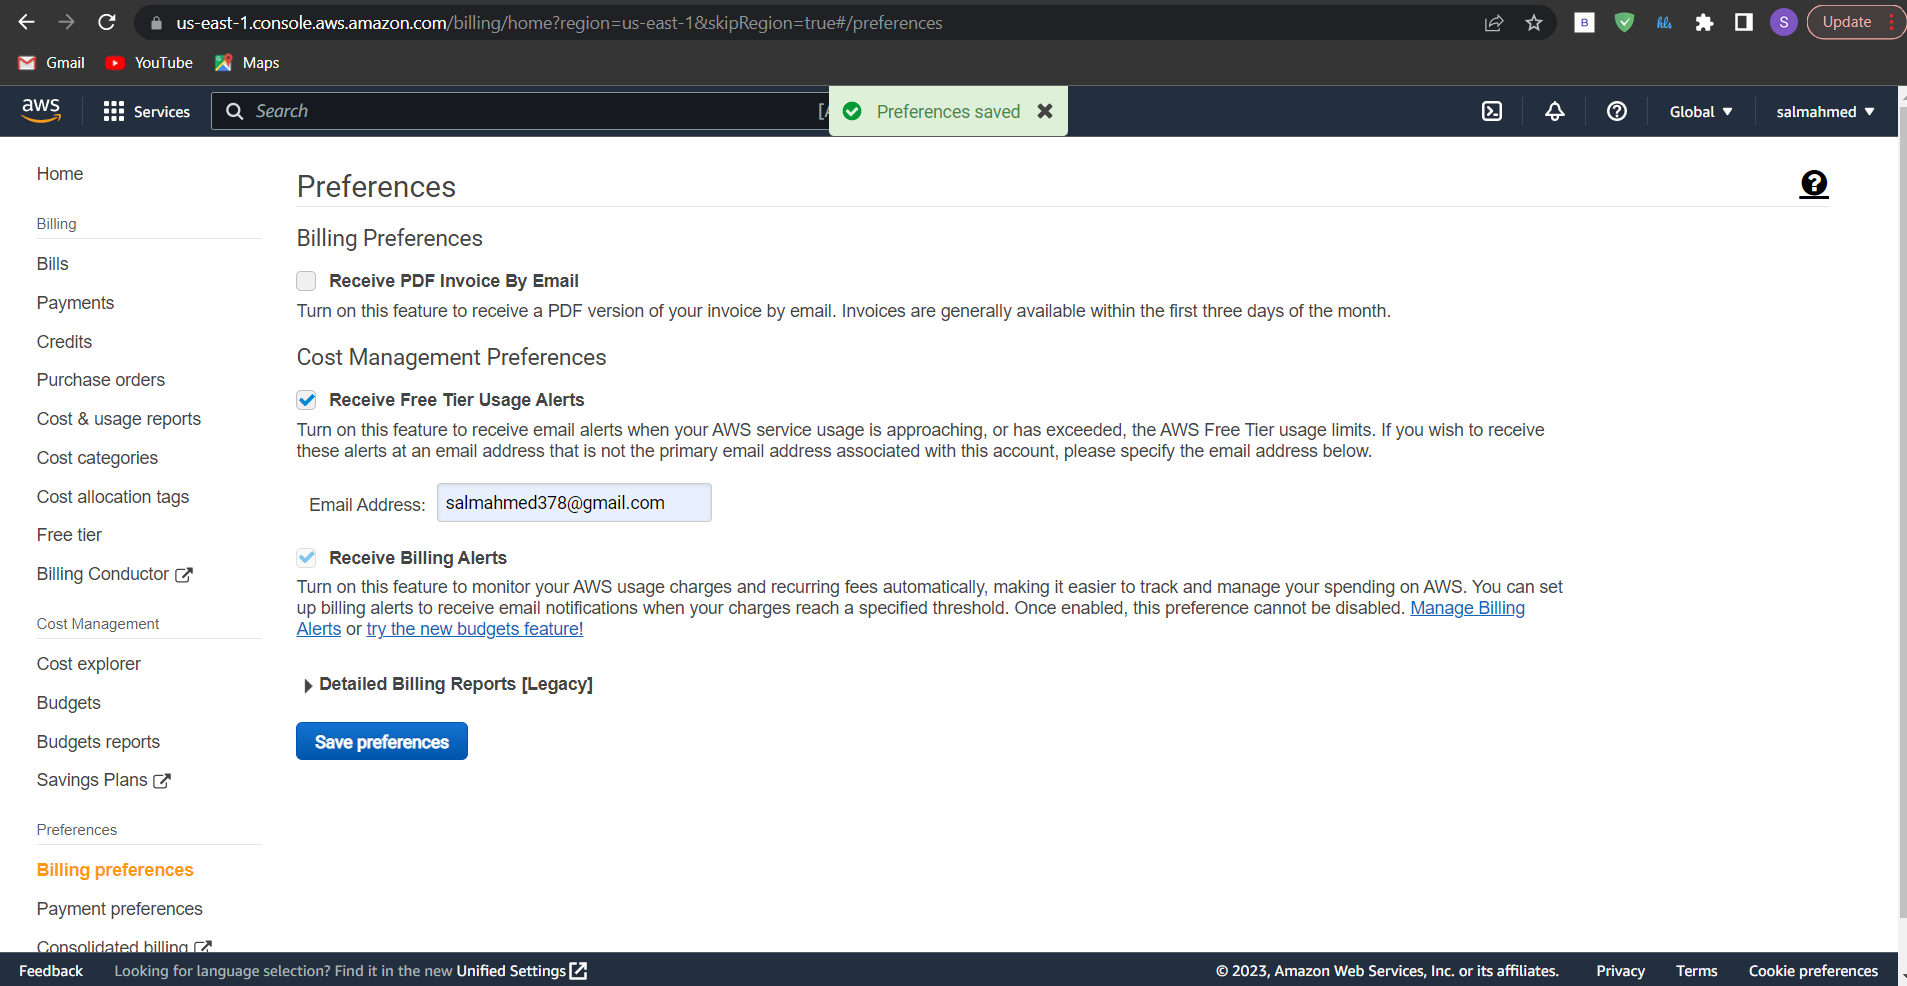 us-east-1.console.aws.amazon.com/billing/home?region=us-east-1&skipRegion=true#/preferences
B
hls
S
Update
Gmail
YouTube
Maps
aws
Services
Search
Preferences saved
Global
salmahmed
Home
Billing
Bills
Payments
Credits
Purchase orders
Cost & usage reports
Cost categories
Cost allocation tags
Free tier
Billing Conductor
Cost Management
Cost explorer
Budgets
Budgets reports
Savings Plans
Preferences
Billing preferences
Payment preferences
Consolidated billing
Preferences
Billing Preferences
Receive PDF Invoice By Email
Turn on this feature to receive a PDF version of your invoice by email. Invoices are generally available within the first three days of the month.
Cost Management Preferences
Receive Free Tier Usage Alerts
Turn on this feature to receive email alerts when your AWS service usage is approaching, or has exceeded, the AWS Free Tier usage limits. If you wish to receive
these alerts at an email address that is not the primary email address associated with this account, please specify the email address below.
Email Address: salmahmed378@gmail.com
Receive Billing Alerts
Turn on this feature to monitor your AWS usage charges and recurring fees automatically, making it easier to track and manage your spending on AWS. You can set
up billing alerts to receive email notifications when your charges reach a specified threshold. Once enabled, this preference cannot be disabled. Manage Billing
Alerts or try the new budgets feature!
Detailed Billing Reports [Legacy]
Save preferences
Feedback
Looking for language selection? Find it in the new Unified Settings
© 2023, Amazon Web Services, Inc. or its affiliates.
Privacy
Terms
Cookie preferences